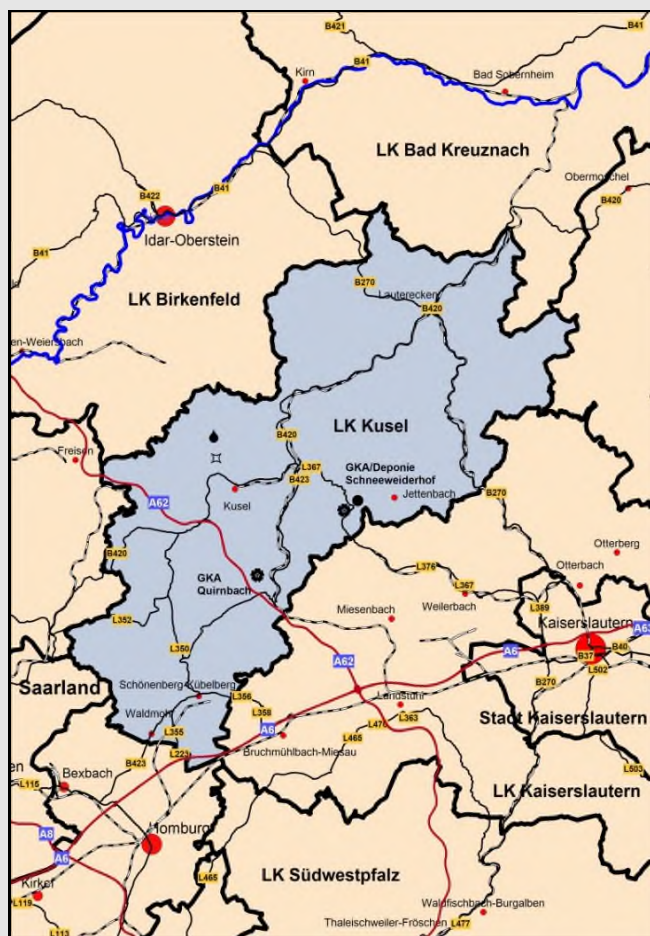 B421
B41
B41
Kirn
Bad Sobernheim
LK Bad Kreuznach
Obermoschel
B420
B422
B41
Idar-Oberstein
B41
LK Birkenfeld
B270
Lauterecken
B420
en-Weiersbach
LK Kusel
B420
Freisen
L367
B423
GKA/Deponie
Schneeweiderhof
Jettenbach
Kusel
A62
B270
B420
GKA
Quirnbach
L376
L367
Otterberg
Otterbach
L389
Weilerbach
Miesenbach
L352
Kaiserslautern
A63
L350
A62
A6
B37
B40
L502
Saarland
Schönenberg-Kübelberg
L356
Landstuhl
B270
L358
L470
L363
Stadt Kaiserslautern
Waldmohr
L355
A6
L465
B423
L223
Bruchmühlbach-Miesau
en
L115
Bexbach
L503
LK Kaiserslautern
A8
A6
Homburg
LK Südwestpfalz
L465
Kirkel
L119
L113
Waldfischbach-Burgalben
Thaleischweiler-Fröschen
L477